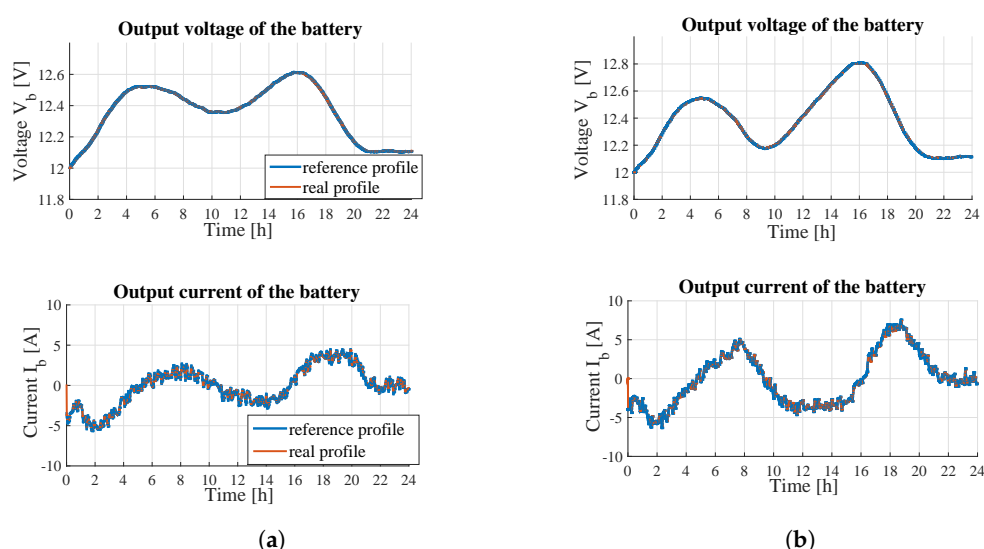 Output voltage of the battery
Voltage V_b [V]
12.6
12.4
12.2
12
11.8
reference profile
real profile
0 2 4 6 8 10 12 14 16 18 20 22 24
Time [h]
Output current of the battery
Current I_b [A]
10
5
0
-5
-10
reference profile
real profile
0 2 4 6 8 10 12 14 16 18 20 22 24
Time [h]
(a)
Output voltage of the battery
Voltage V_b [V]
12.8
12.6
12.4
12.2
12
11.8
0 2 4 6 8 10 12 14 16 18 20 22 24
Time [h]
Output current of the battery
Current I_b [A]
10
5
0
-5
-10
0 2 4 6 8 10 12 14 16 18 20 22 24
Time [h]
(b)